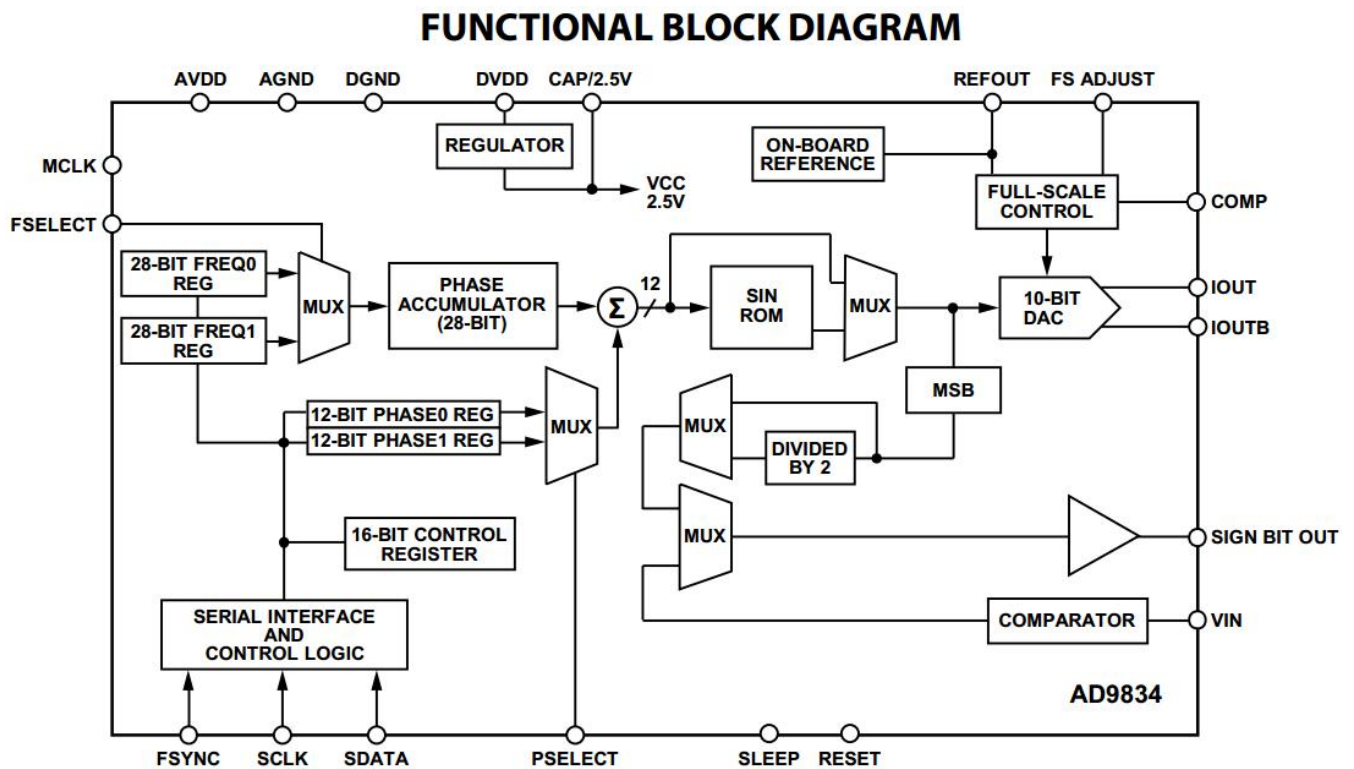 FUNCTIONAL BLOCK DIAGRAM
AVDD
AGND
DGND
DVDD
CAP/2.5V
REFOUT
FS ADJUST
REGULATOR
ON-BOARD
REFERENCE
MCLK
VCC
2.5V
FULL-SCALE
CONTROL
COMP
FSELECT
28-BIT FREQ0
REG
28-BIT FREQ1
REG
MUX
PHASE
ACCUMULATOR
(28-BIT)
Σ
12
SIN
ROM
MUX
10-BIT
DAC
IOUT
IOUTB
MSB
12-BIT PHASE0 REG
12-BIT PHASE1 REG
MUX
MUX
DIVIDED
BY 2
16-BIT CONTROL
REGISTER
MUX
SIGN BIT OUT
SERIAL INTERFACE
AND
CONTROL LOGIC
COMPARATOR
VIN
AD9834
FSYNC
SCLK
SDATA
PSELECT
SLEEP
RESET